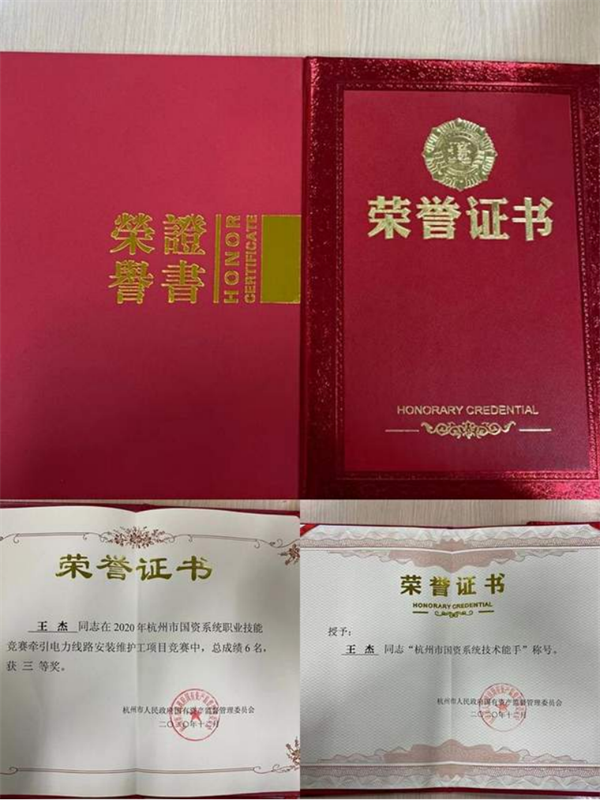 榮證
譽書
HONOR
CERTIFICATE
荣誉证书
HONORARY CREDENTIAL
荣誉证书
王 杰 同志在2020年杭州市国资系统职业技能
竞赛牵引电力线路安装维护工项目竞赛中，总成绩6名，
获 三 等奖。
杭州市人民政府国有资产监督管理委员会
二〇二〇年十二月
荣誉证书
HONORARY CREDENTIAL
授予：
王 杰 同志“杭州市国资系统技术能手”称号。
杭州市人民政府国有资产监督管理委员会
二〇二〇年十二月